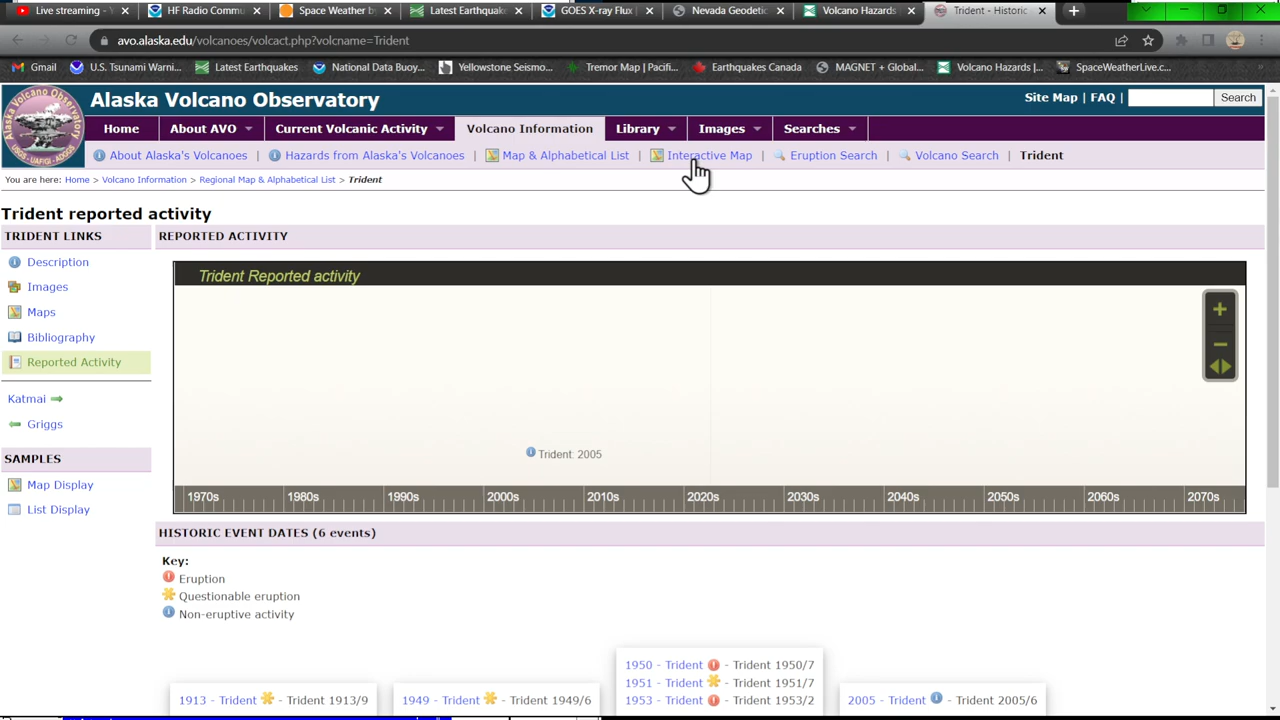 Live streaming - Y
HF Radio Commu
Space Weather by
Latest Earthquake
GOES X-ray Flux |
Nevada Geodetic
Volcano Hazards
Trident - Historic
avo.alaska.edu/volcanoes/volcact.php?volcname=Trident
Gmail
U.S. Tsunami Warni...
Latest Earthquakes
National Data Buoy...
Yellowstone Seismo...
Tremor Map | Pacifi...
Earthquakes Canada
MAGNET + Global...
Volcano Hazards |...
SpaceWeatherLive.c...
Alaska Volcano Observatory
Site Map | FAQ
Search
Home
About AVO
Current Volcanic Activity
Volcano Information
Library
Images
Searches
About Alaska's Volcanoes | Hazards from Alaska's Volcanoes | Map & Alphabetical List | Interactive Map | Eruption Search | Volcano Search | Trident
You are here: Home > Volcano Information > Regional Map & Alphabetical List > Trident
Trident reported activity
TRIDENT LINKS
Description
Images
Maps
Bibliography
Reported Activity
Katmai
Griggs
SAMPLES
Map Display
List Display
REPORTED ACTIVITY
Trident Reported activity
Trident: 2005
1970s 1980s 1990s 2000s 2010s 2020s 2030s 2040s 2050s 2060s 2070s
HISTORIC EVENT DATES (6 events)
Key:
Eruption
Questionable eruption
Non-eruptive activity
1913 - Trident - Trident 1913/9
1949 - Trident - Trident 1949/6
1950 - Trident - Trident 1950/7
1951 - Trident - Trident 1951/7
1953 - Trident - Trident 1953/2
2005 - Trident - Trident 2005/6